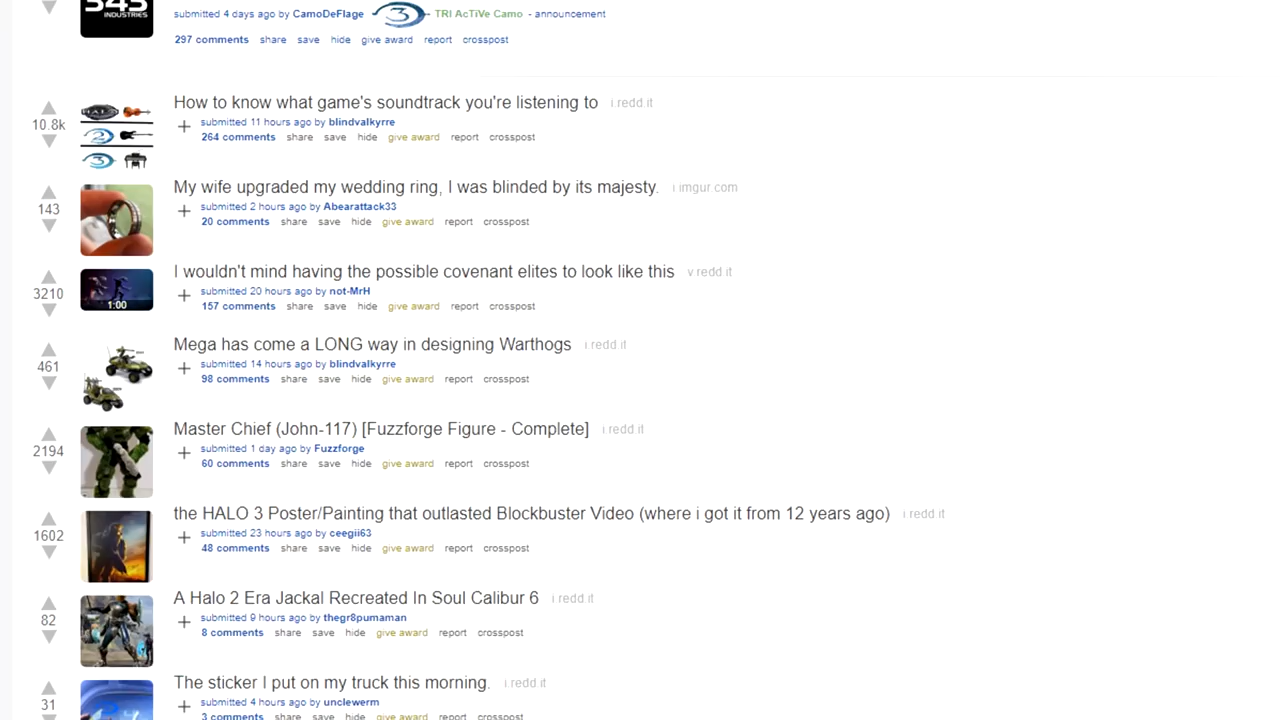 343
INDUSTRIES
submitted 4 days ago by CamoDeFlage 3 TRI AcTiVe Camo - announcement
297 comments share save hide give award report crosspost
How to know what game's soundtrack you're listening to i.redd.it
10.8k
submitted 11 hours ago by blindvalkyrre
264 comments share save hide give award report crosspost
HALO
2
3
My wife upgraded my wedding ring, I was blinded by its majesty. i.imgur.com
143
submitted 2 hours ago by Abearattack33
20 comments share save hide give award report crosspost
I wouldn't mind having the possible covenant elites to look like this v.redd.it
3210
submitted 20 hours ago by not-MrH
1:00
157 comments share save hide give award report crosspost
Mega has come a LONG way in designing Warthogs i.redd.it
461
submitted 14 hours ago by blindvalkyrre
98 comments share save hide give award report crosspost
Master Chief (John-117) [Fuzzforge Figure - Complete] i.redd.it
2194
submitted 1 day ago by Fuzzforge
60 comments share save hide give award report crosspost
the HALO 3 Poster/Painting that outlasted Blockbuster Video (where i got it from 12 years ago) i.redd.it
1602
submitted 23 hours ago by ceegii63
48 comments share save hide give award report crosspost
A Halo 2 Era Jackal Recreated In Soul Calibur 6 i.redd.it
82
submitted 9 hours ago by thegr8pumaman
8 comments share save hide give award report crosspost
The sticker I put on my truck this morning. i.redd.it
31
submitted 4 hours ago by unclewerm
3 comments share save hide give award report crosspost